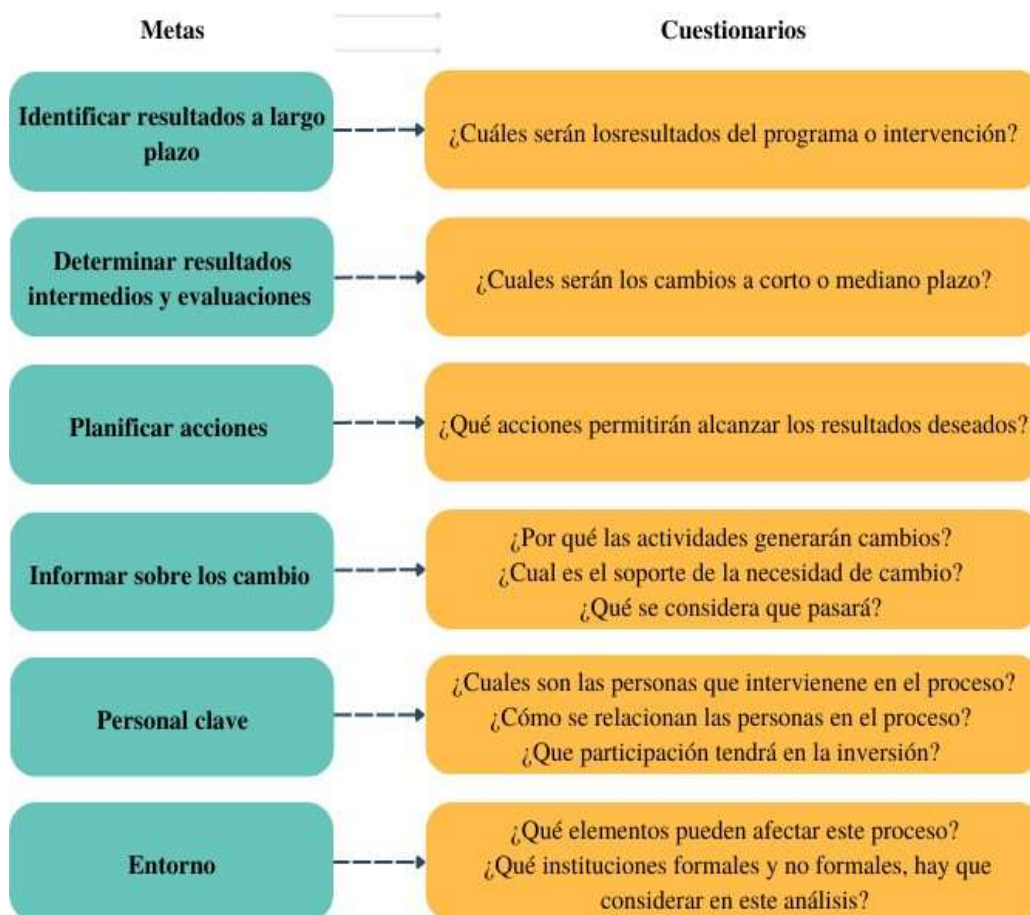 Metas
Cuestionarios
Identificar resultados a largo
plazo
¿Cuáles serán losresultados del programa o intervención?
Determinar resultados
intermedios y evaluaciones
¿Cuales serán los cambios a corto o mediano plazo?
Planificar acciones
¿Qué acciones permitirán alcanzar los resultados deseados?
Informar sobre los cambio
¿Por qué las actividades generarán cambios?
¿Cual es el soporte de la necesidad de cambio?
¿Qué se considera que pasará?
Personal clave
¿Cuales son las personas que intervienene en el proceso?
¿Cómo se relacionan las personas en el proceso?
¿Que participación tendrá en la inversión?
Entorno
¿Qué elementos pueden afectar este proceso?
¿Qué instituciones formales y no formales, hay que
considerar en este análisis?